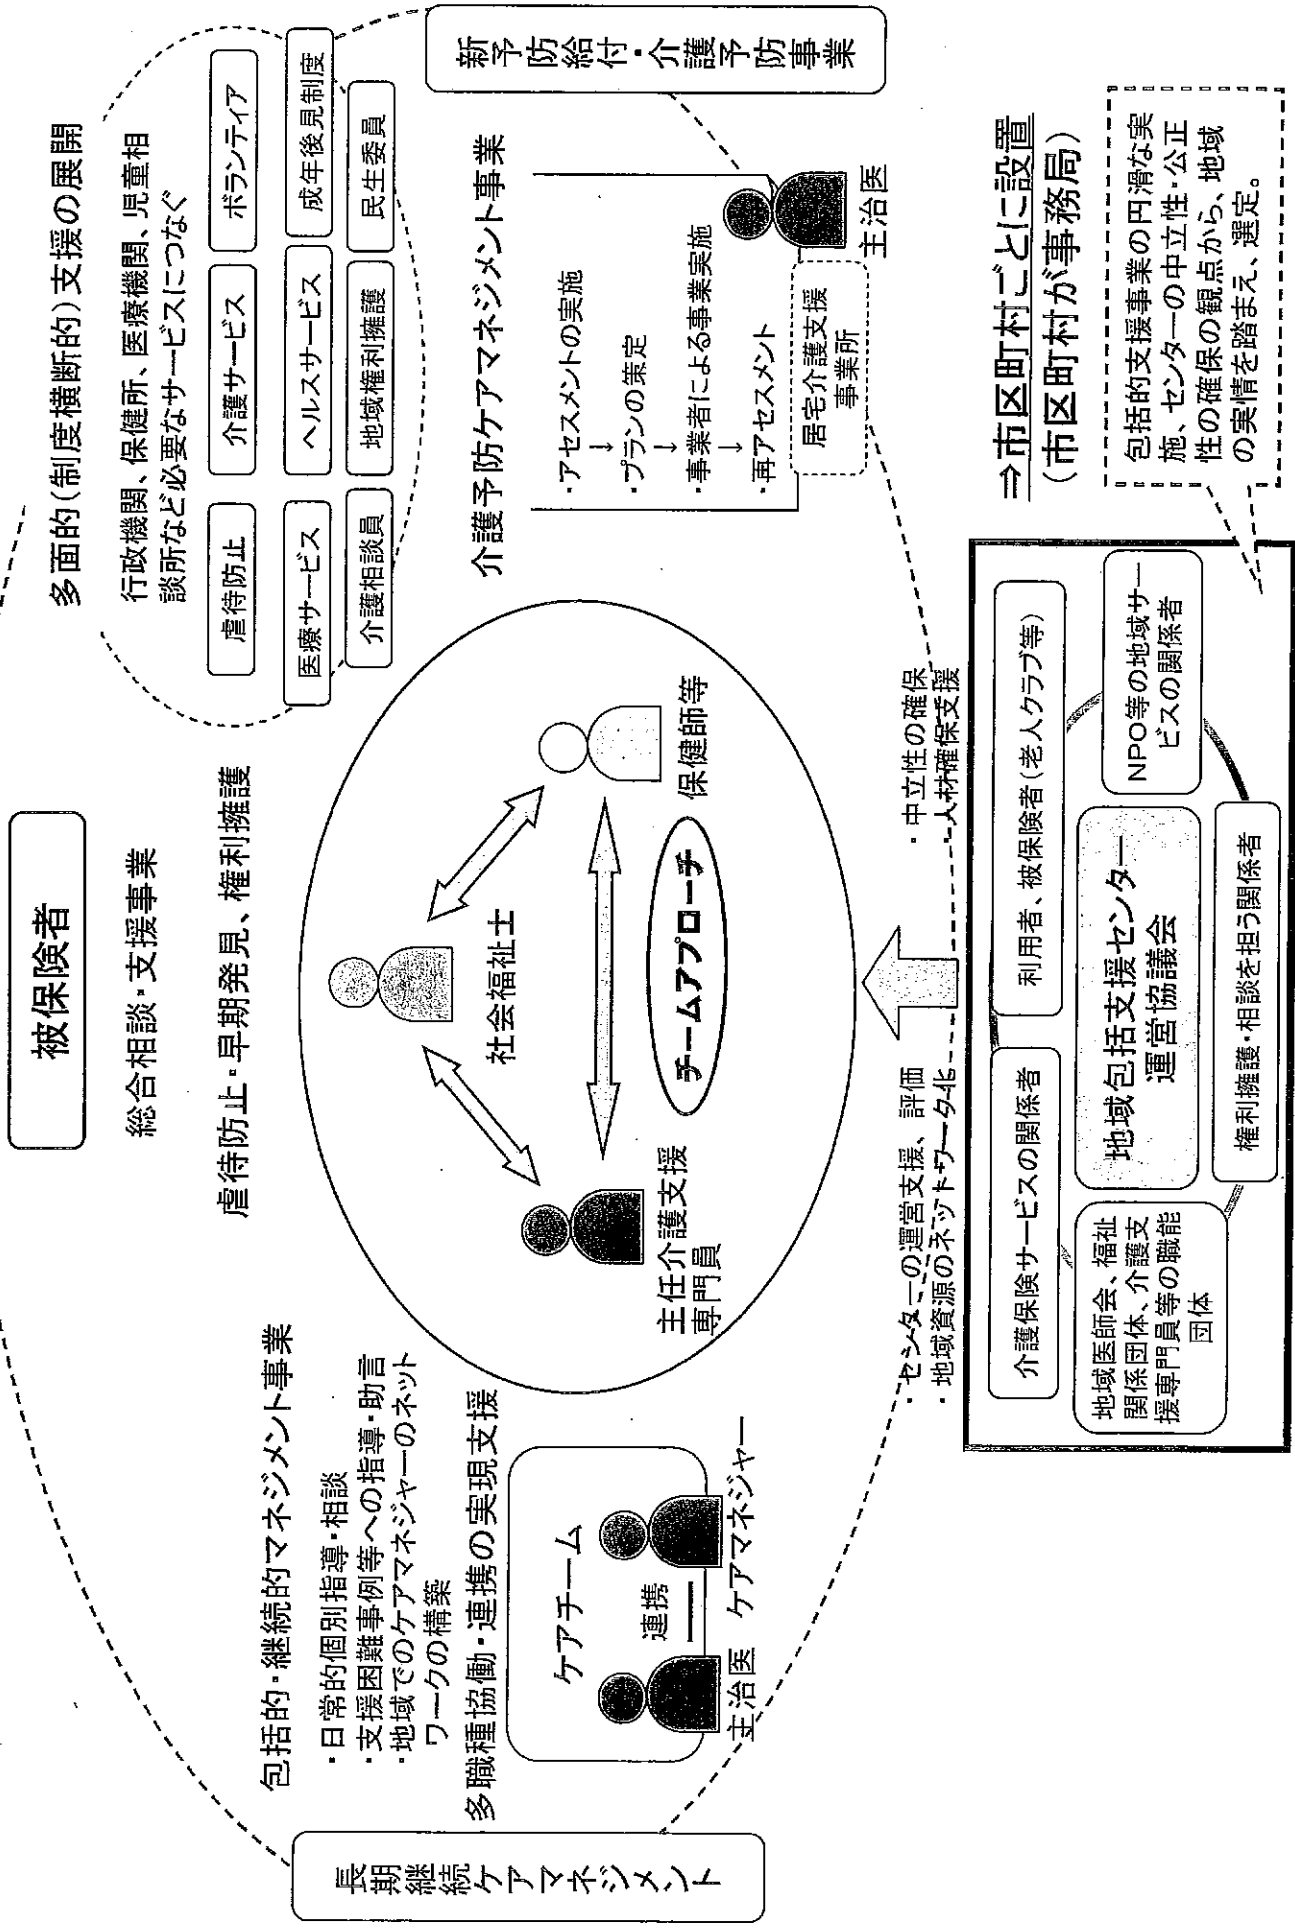 被保険者
総合相談・支援事業
虐待防止・早期発見、権利擁護
多面的(制度横断的)支援の展開
行政機関、保健所、医療機関、児童相
談所など必要なサービスにつなぐ
虐待防止
介護サービス
ボランティア
医療サービス
ヘルスサービス
成年後見制度
介護相談員
地域権利擁護
民生委員
包括的・継続的マネジメント事業
・日常的個別指導・相談
・支援困難事例等への指導・助言
・地域でのケアマネジャーのネット
ワークの構築
多職種協働・連携の実現支援
ケアチーム
連携
主治医
ケアマネジャー
長期継続ケアマネジメント
社会福祉士
主任介護支援
専門員
保健師等
チームアプローチ
介護予防ケアマネジメント事業
・アセスメントの実施
↓
・プランの策定
↓
・事業者による事業実施
↓
・再アセスメント
居宅介護支援
事業所
主治医
新予防給付・介護予防事業
・センターの運営支援、評価
・地域資源のネットワーク化
・中立性の確保
・人材確保支援
介護保険サービスの関係者
利用者、被保険者(老人クラブ等)
地域医師会、福祉
関係団体、介護支
援専門員等の職能
団体
地域包括支援センター
運営協議会
NPO等の地域サー
ビスの関係者
権利擁護・相談を担う関係者
⇒市区町村ごとに設置
(市区町村が事務局)
包括的支援事業の円滑な実
施、センターの中立性・公正
性の確保の観点から、地域
の実情を踏まえ、選定。